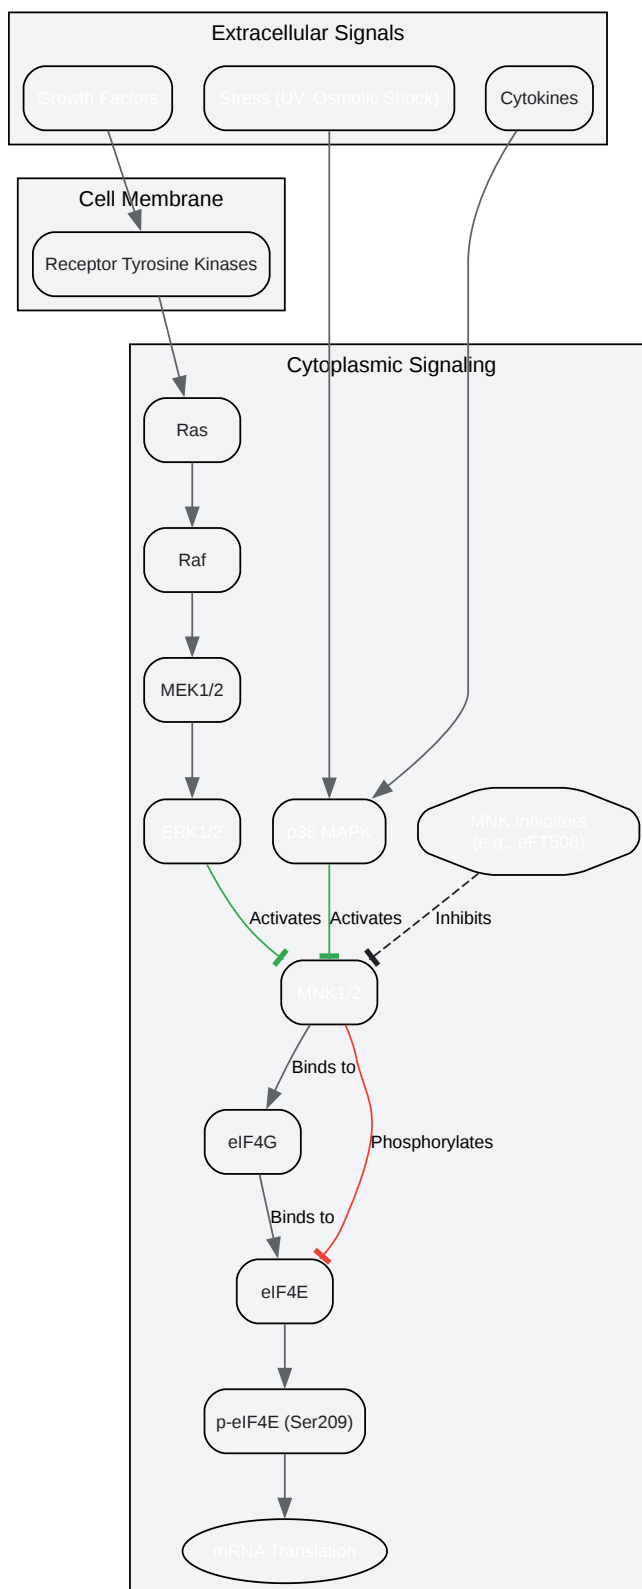 Extracellular Signals
Growth Factors
Stress (UV, Osmotic Shock)
Cytokines
Cell Membrane
Receptor Tyrosine Kinases
Cytoplasmic Signaling
Ras
Raf
MEK1/2
ERK1/2
p38 MAPK
MNK Inhibitors
(e.g., eFT508)
Activates
Activates
Inhibits
MNK1/2
Binds to
eIF4G
Phosphorylates
Binds to
eIF4E
p-eIF4E (Ser209)
mRNA Translation